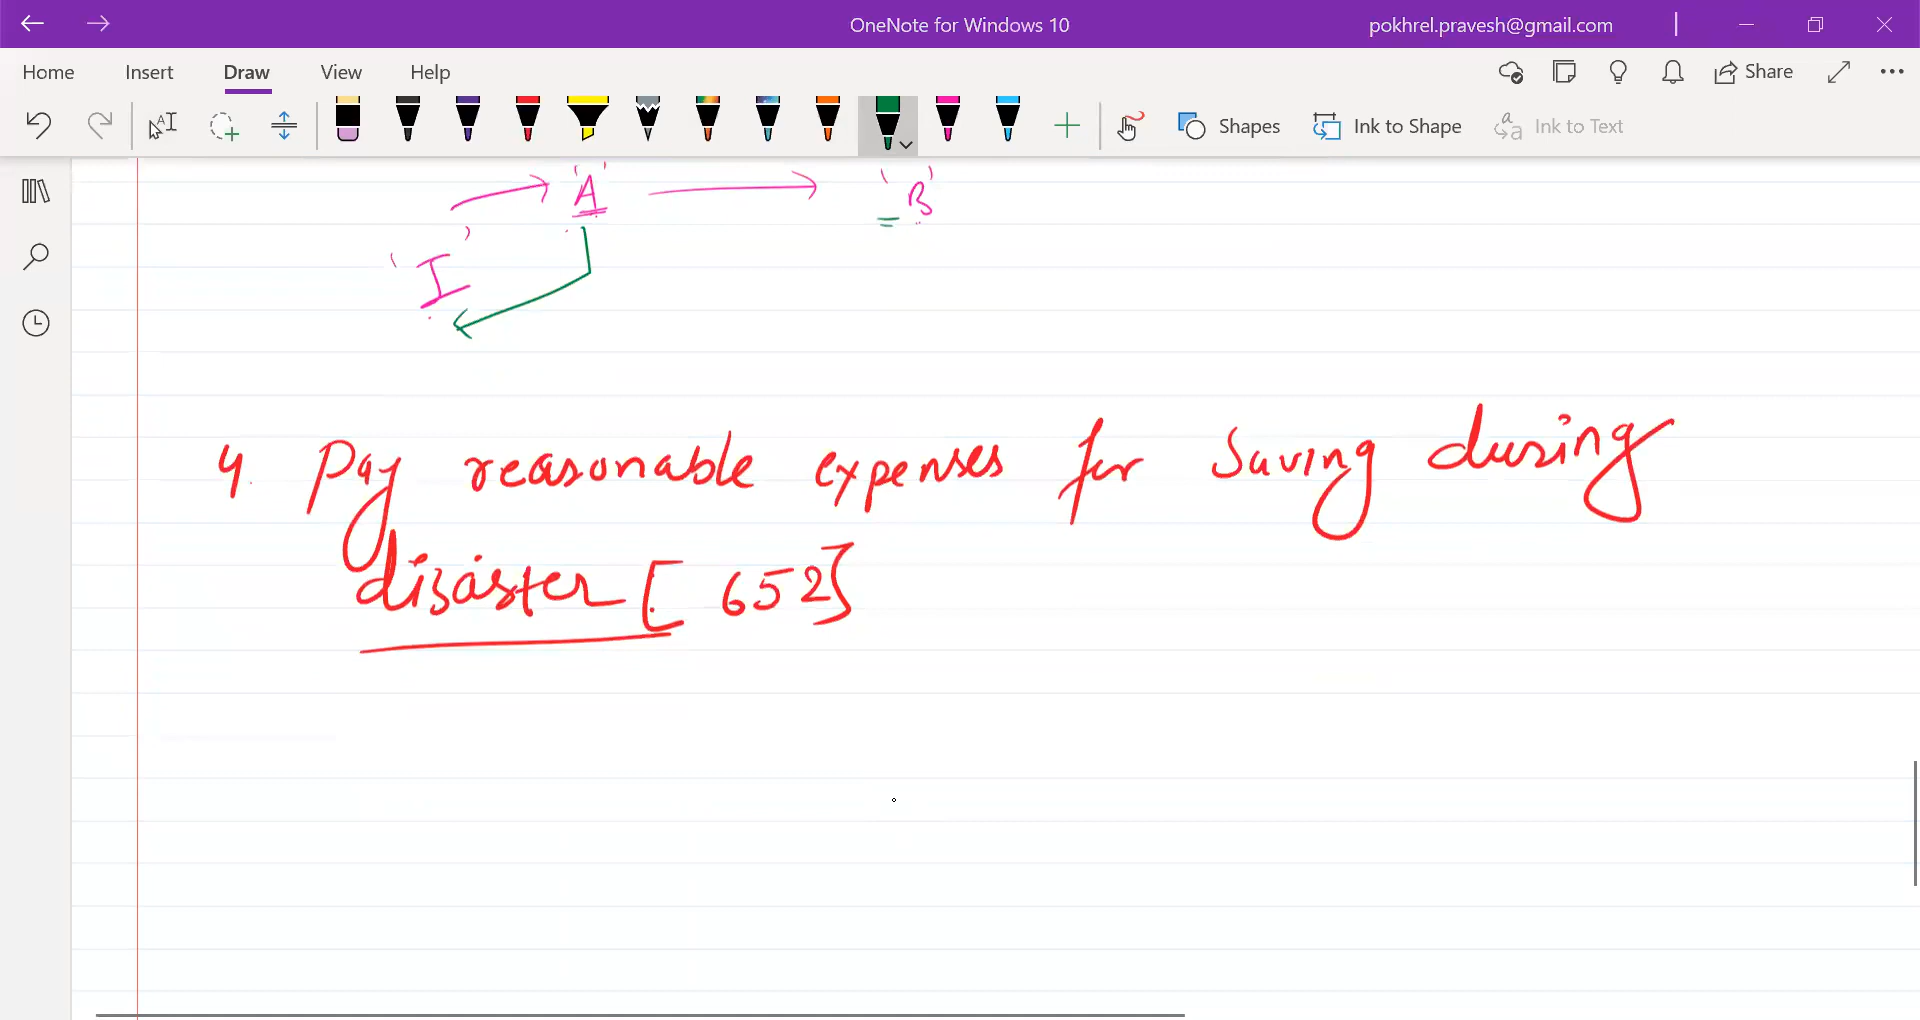 OneNote for Windows 10
pokhrel.pravesh@gmail.com
Home Insert Draw View Help
Share
Shapes Ink to Shape Ink to Text
'A' 'B'
'I'
4. Pay reasonable expenses for saving during
disaster [652]